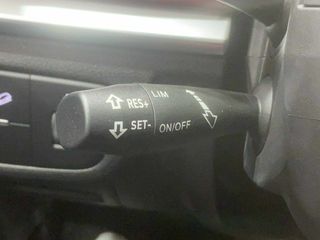 RES+ LIM
SET- ON/OFF